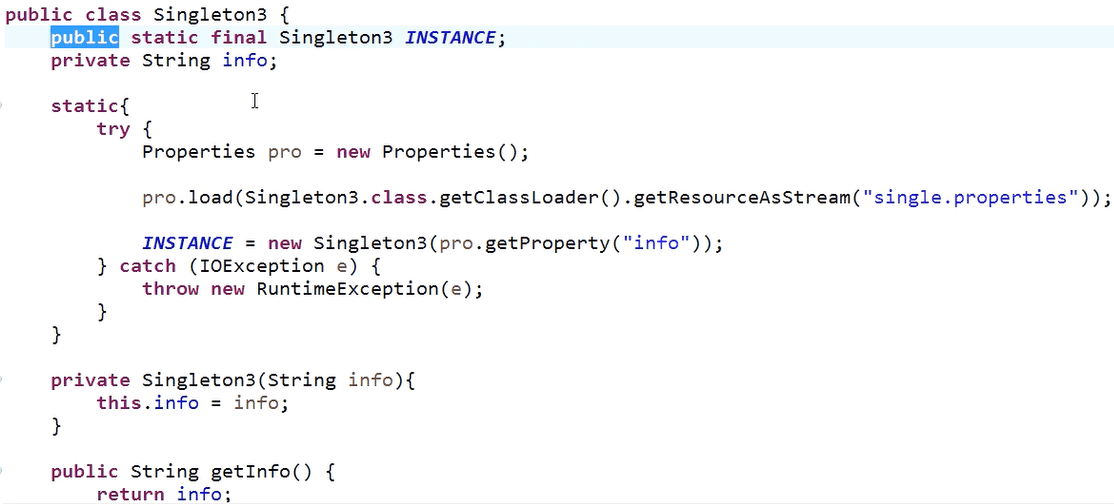 public class Singleton3 {
public static final Singleton3 INSTANCE;
private String info;
static{
try {
Properties pro = new Properties();
pro.load(Singleton3.class.getClassLoader().getResourceAsStream("single.properties"));
INSTANCE = new Singleton3(pro.getProperty("info"));
} catch (IOException e) {
throw new RuntimeException(e);
}
}
private Singleton3(String info){
this.info = info;
}
public String getInfo() {
return info;